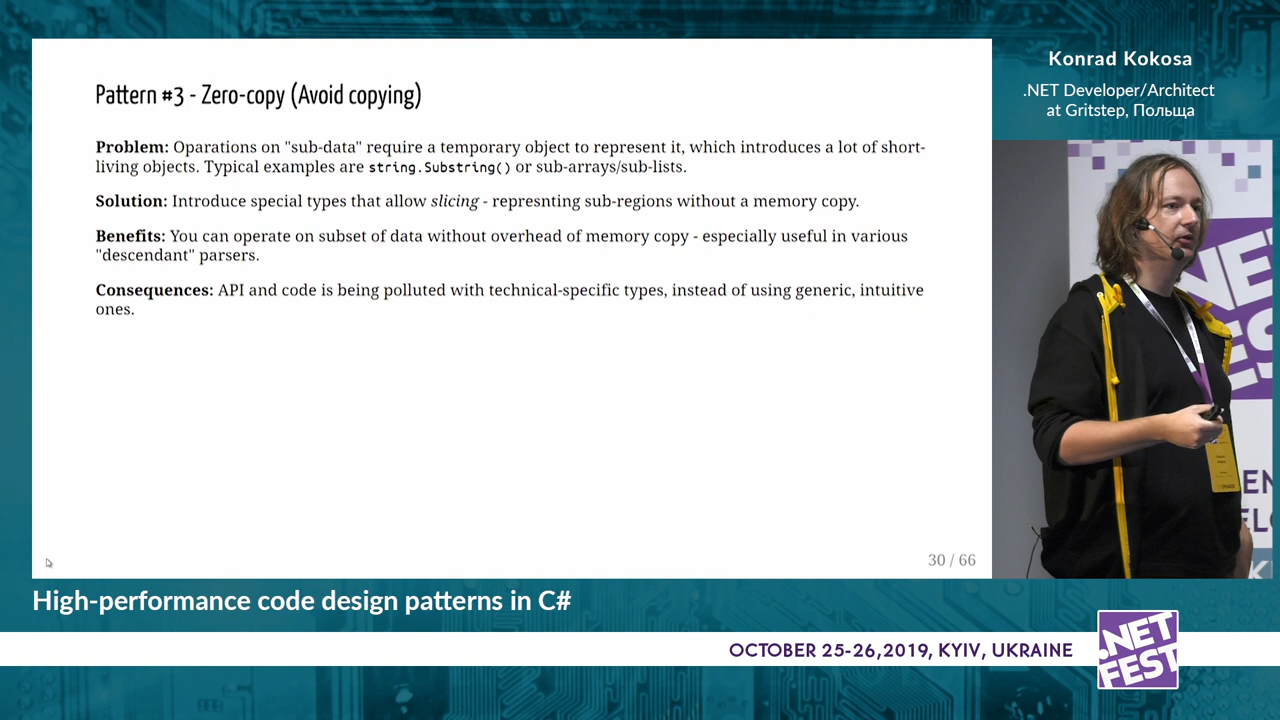 Pattern #3 - Zero-copy (Avoid copying)
Problem: Oparations on "sub-data" require a temporary object to represent it, which introduces a lot of short-
living objects. Typical examples are string.Substring() or sub-arrays/sub-lists.
Solution: Introduce special types that allow slicing - represnting sub-regions without a memory copy.
Benefits: You can operate on subset of data without overhead of memory copy - especially useful in various
"descendant" parsers.
Consequences: API and code is being polluted with technical-specific types, instead of using generic, intuitive
ones.
30 / 66
Konrad Kokosa
.NET Developer/Architect
at Gritstep, Польща
High-performance code design patterns in C#
OCTOBER 25-26,2019, KYIV, UKRAINE
.NET
FEST